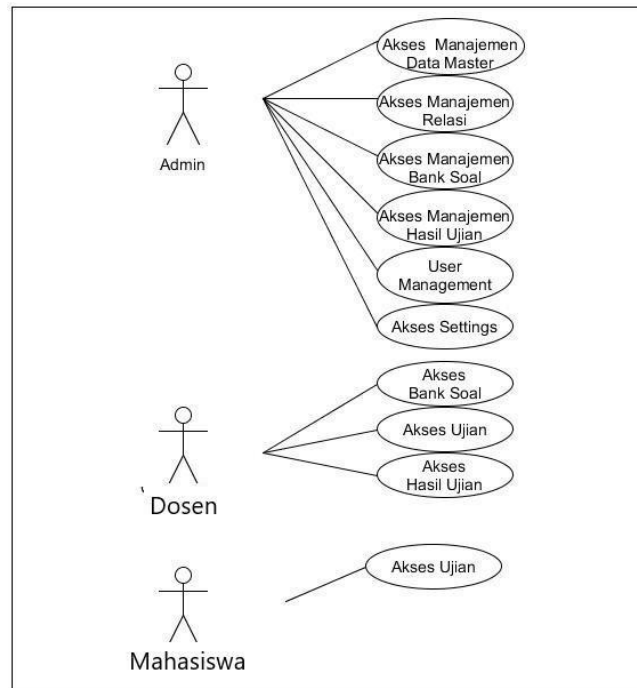 Akses Manajemen
Data Master
Akses Manajemen
Relasi
Akses Manajemen
Bank Soal
Akses Manajemen
Hasil Ujian
User
Management
Akses Settings
Admin
Akses
Bank Soal
Akses Ujian
Akses
Hasil Ujian
Dosen
Akses Ujian
Mahasiswa